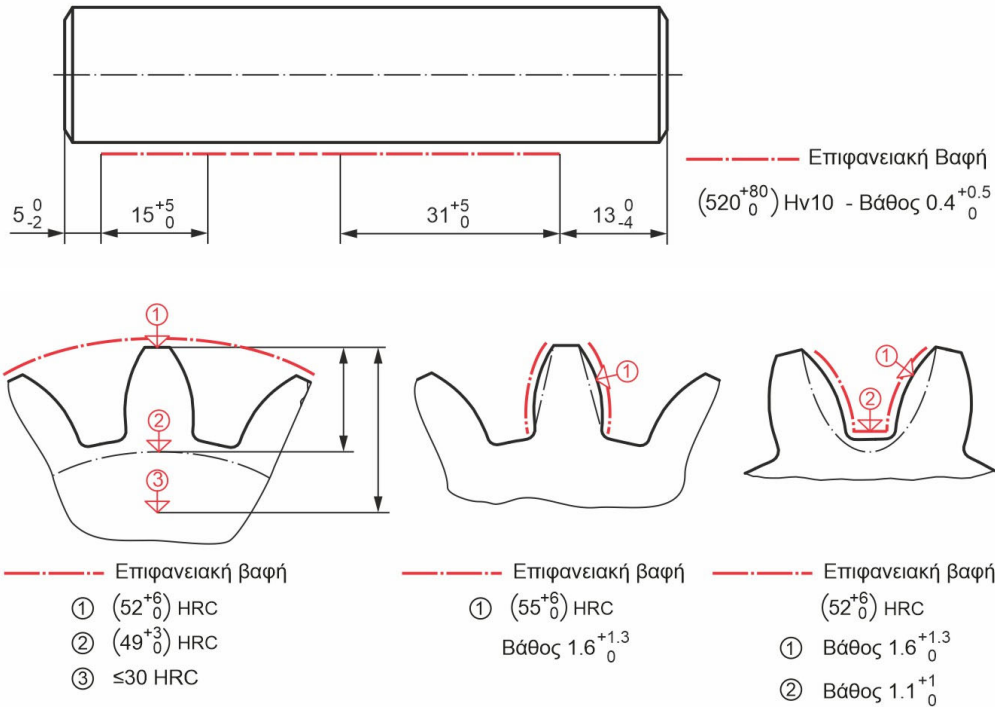 Επιφανειακή Βαφή
(520 +80 0) Hv10 - Βάθος 0.4 +0.5 0
5 0 -2
15 +5 0
31 +5 0
13 0 -4
①
②
③
①
①
②
Επιφανειακή βαφή
① (52 +6 0) HRC
② (49 +3 0) HRC
③ ≤30 HRC
Επιφανειακή βαφή
① (55 +6 0) HRC
Βάθος 1.6 +1.3 0
Επιφανειακή βαφή
(52 +6 0) HRC
① Βάθος 1.6 +1.3 0
② Βάθος 1.1 +1 0